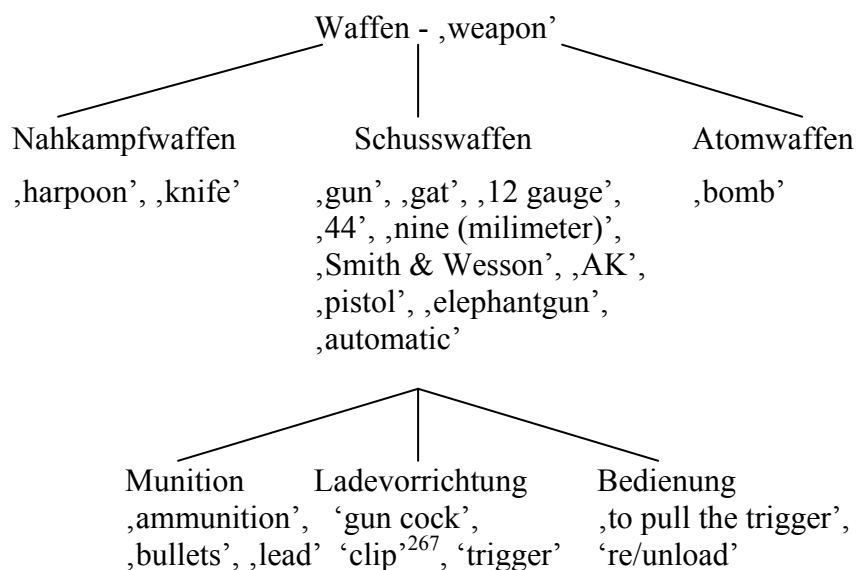 Waffen - ‚weapon’
Nahkampfwaffen Schusswaffen Atomwaffen
‚harpoon’, ‚knife’ ‚gun’, ‚gat’, ‚12 gauge’, ‚bomb’
‚44’, ‚nine (milimeter)’,
‚Smith & Wesson’, ‚AK’,
‚pistol’, ‚elephantgun’,
‚automatic’
Munition Ladevorrichtung Bedienung
‚ammunition’, ‘gun cock’, ‚to pull the trigger’,
‚bullets’, ‚lead’ ‘clip’267, ‘trigger’ ‘re/unload’